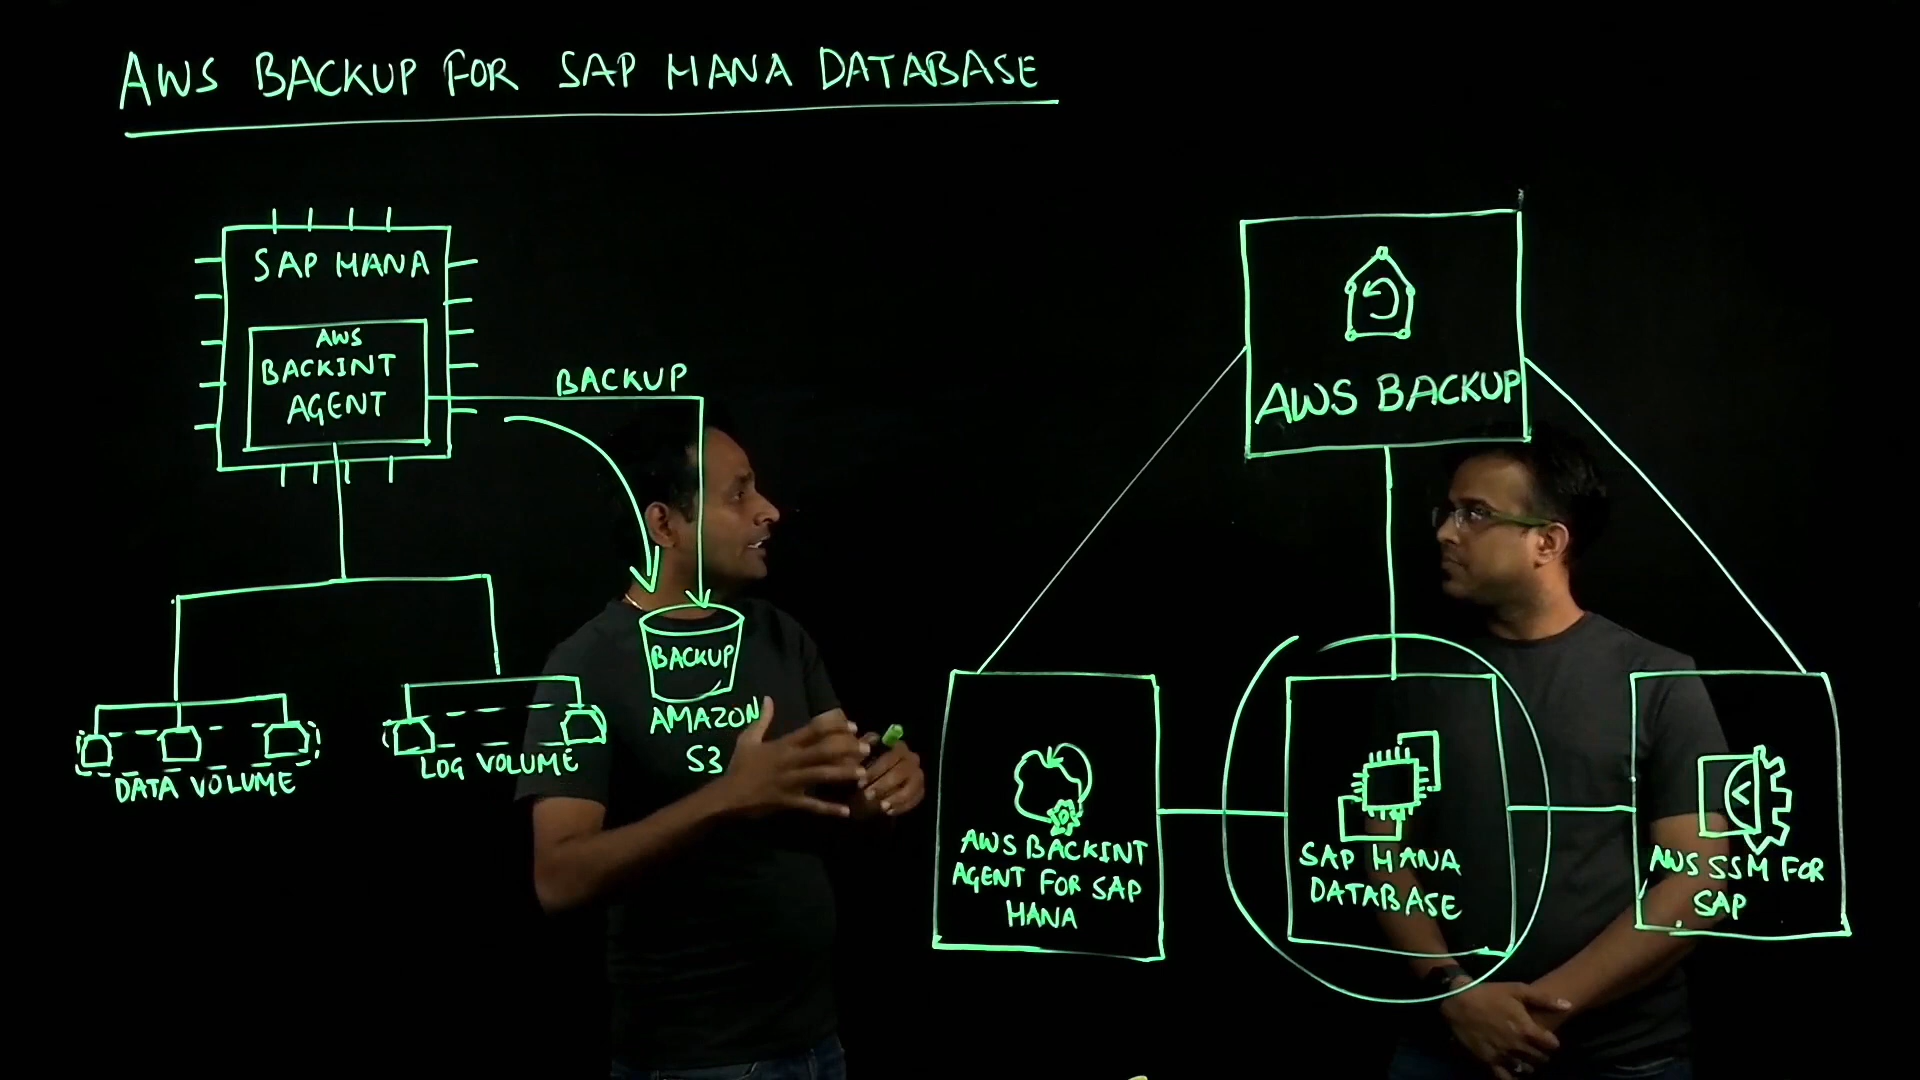 AWS BACKUP FOR SAP HANA DATABASE
SAP HANA
AWS
BACKINT
AGENT
BACKUP
DATA VOLUME
LOG VOLUME
BACKUP
AMAZON
S3
AWS BACKUP
AWS BACKINT
AGENT FOR SAP
HANA
SAP HANA
DATABASE
AWS SSM FOR
SAP